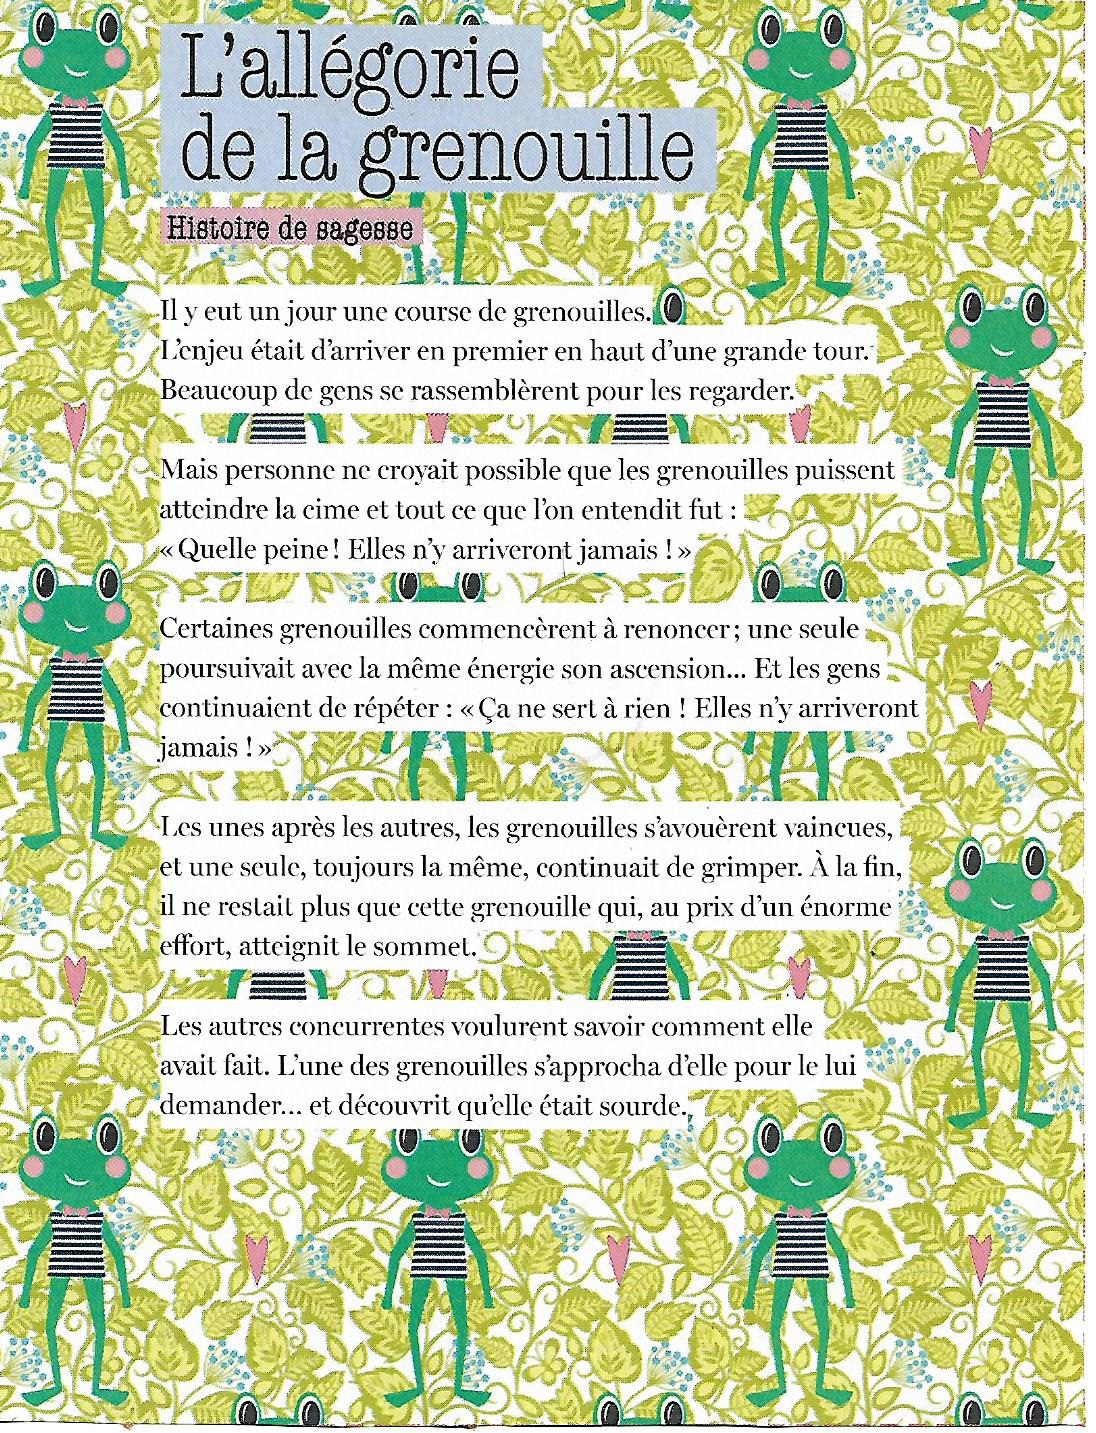 L'allégorie
de la grenouille
Histoire de sagesse
Il y eut un jour une course de grenouilles.
L'enjeu était d'arriver en premier en haut d'une grande tour.
Beaucoup de gens se rassemblèrent pour les regarder.
Mais personne ne croyait possible que les grenouilles puissent
atteindre la cime et tout ce que l'on entendit fut :
« Quelle peine ! Elles n'y arriveront jamais ! »
Certaines grenouilles commencèrent à renoncer ; une seule
poursuivait avec la même énergie son ascension... Et les gens
continuaient de répéter : « Ça ne sert à rien ! Elles n'y arriveront
jamais ! »
Les unes après les autres, les grenouilles s'avouèrent vaincues,
et une seule, toujours la même, continuait de grimper. À la fin,
il ne restait plus que cette grenouille qui, au prix d'un énorme
effort, atteignit le sommet.
Les autres concurrentes voulurent savoir comment elle
avait fait. L'une des grenouilles s'approcha d'elle pour le lui
demander... et découvrit qu'elle était sourde.